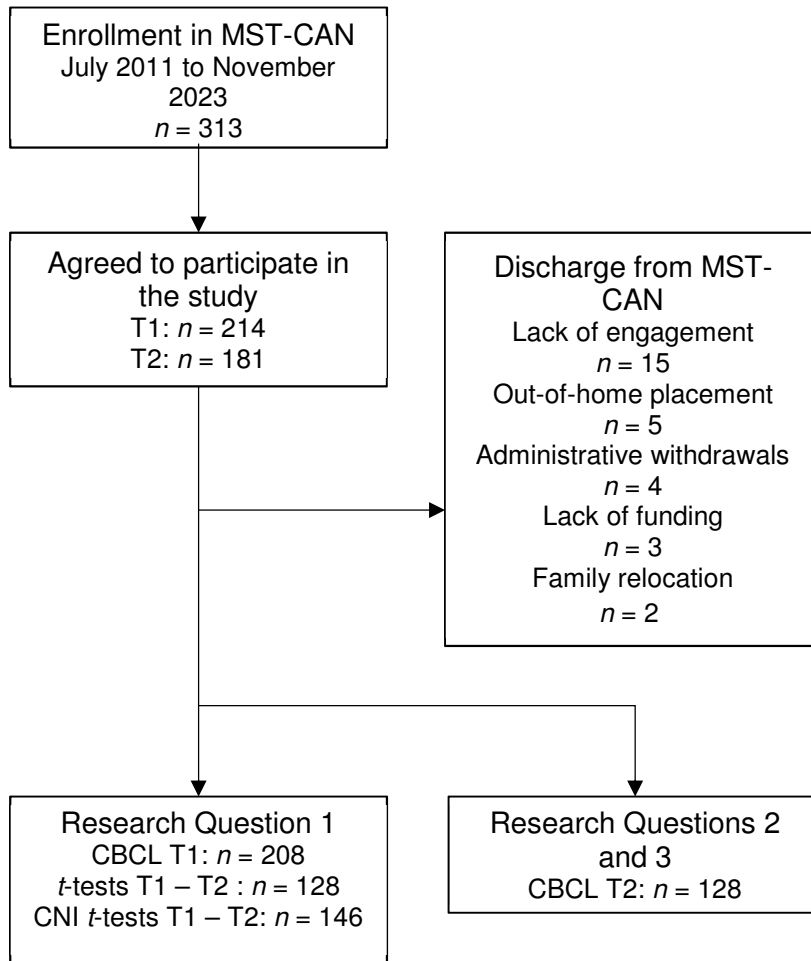 Enrollment in MST-CAN
July 2011 to November
2023
n = 313
Agreed to participate in
the study
T1: n = 214
T2: n = 181
Discharge from MST-
CAN
Lack of engagement
n = 15
Out-of-home placement
n = 5
Administrative withdrawals
n = 4
Lack of funding
n = 3
Family relocation
n = 2
Research Question 1
CBCL T1: n = 208
t-tests T1 – T2 : n = 128
CNI t-tests T1 – T2: n = 146
Research Questions 2
and 3
CBCL T2: n = 128